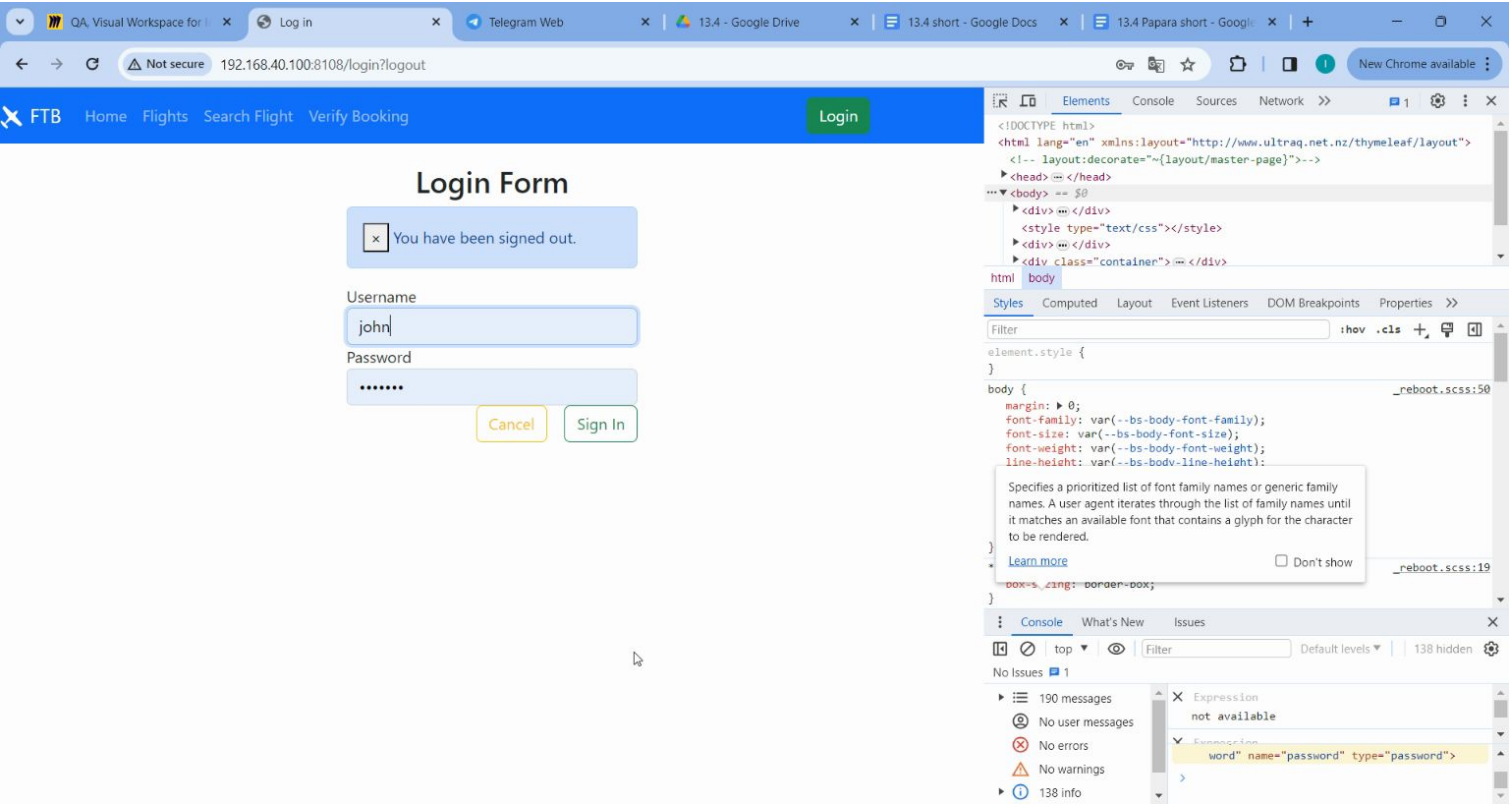 QA, Visual Workspace for
Log in
Telegram Web
13.4 - Google Drive
13.4 short - Google Docs
13.4 Papara short - Google
Not secure 192.168.40.100:8108/login?logout
New Chrome available
FTB Home Flights Search Flight Verify Booking Login
Login Form
× You have been signed out.
Username
john
Password
•••••••
Cancel Sign In
Elements Console Sources Network 1
<!DOCTYPE html>
<html lang="en" xmlns:layout="http://www.ultraq.net.nz/thymeleaf/layout">
<!-- layout:decorate="~{layout/master-page}"-->
<head> ⋯ </head>
⋯ <body> == $0
<div> ⋯ </div>
<style type="text/css"></style>
<div> ⋯ </div>
<div class="container"> ⋯ </div>
html body
Styles Computed Layout Event Listeners DOM Breakpoints Properties
Filter :hov .cls
element.style {
}
body { _reboot.scss:50
margin: ▶ 0;
font-family: var(--bs-body-font-family);
font-size: var(--bs-body-font-size);
font-weight: var(--bs-body-font-weight);
line-height: var(--bs-body-line-height);
Specifies a prioritized list of font family names or generic family
names. A user agent iterates through the list of family names until
it matches an available font that contains a glyph for the character
to be rendered.
Learn more Don't show
}
_reboot.scss:19
box-sizing: border-box;
}
Console What's New Issues
top Filter Default levels 138 hidden
No Issues 1
190 messages
No user messages
No errors
No warnings
138 info
Expression
not available
Expression
word" name="password" type="password">